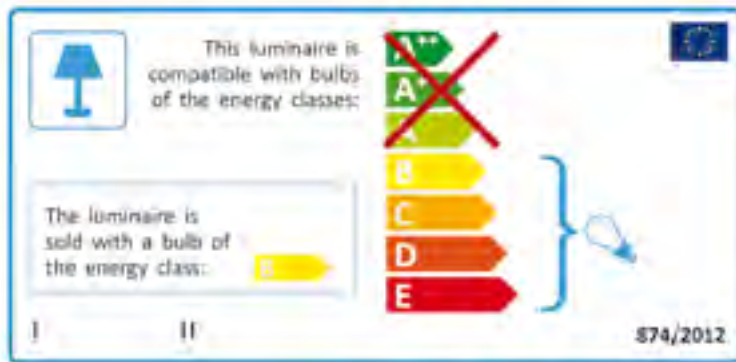 This luminaire is
compatible with bulbs
of the energy classes:
A++
A+
A
B
C
D
E
The luminaire is
sold with a bulb of
the energy class:
B
I II
874/2012